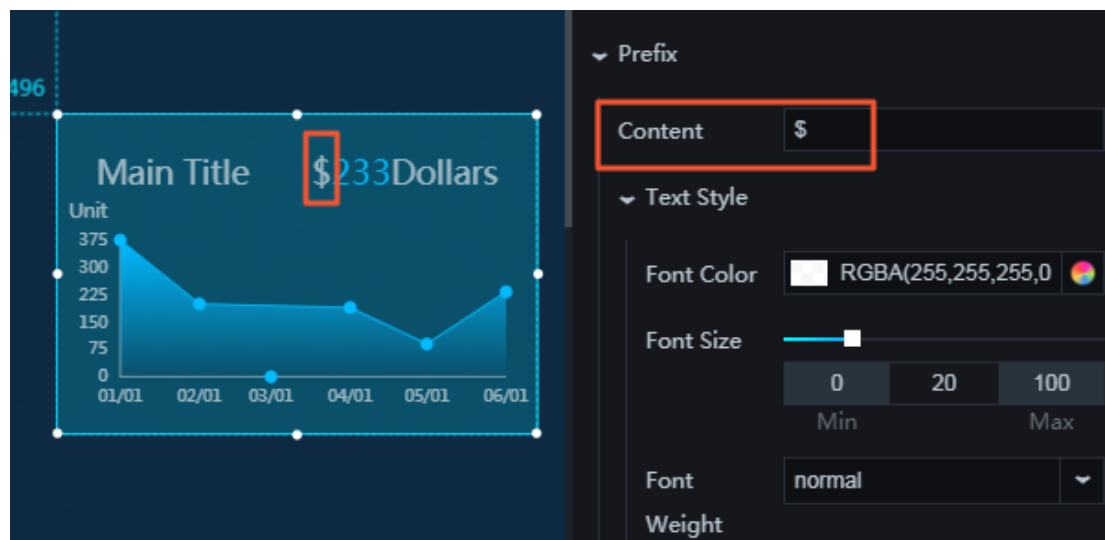 496
Main Title $233Dollars
Unit
375
300
225
150
75
0
01/01 02/01 03/01 04/01 05/01 06/01
Prefix
Content $
Text Style
Font Color RGBA(255,255,255,0
Font Size
0 20 100
Min Max
Font normal
Weight